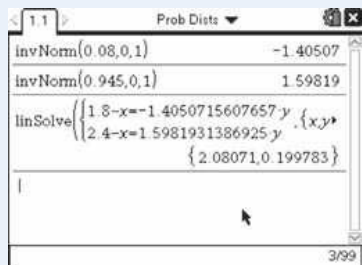 1.1 Prob Dists
invNorm(0.08,0,1) -1.40507
invNorm(0.945,0,1) 1.59819
linSolve({1.8-x=-1.4050715607657·y
2.4-x=1.5981931386925·y ,{x,y
{2.08071,0.199783}
3/99